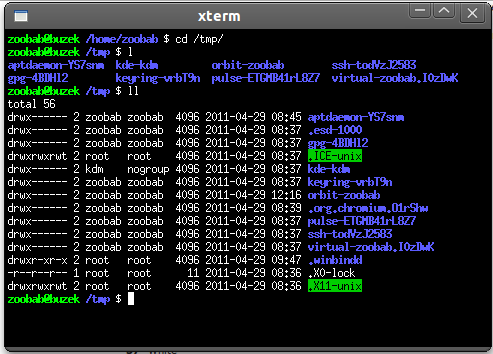 xterm
zoobab@buzek /home/zoobab $ cd /tmp/
zoobab@buzek /tmp $ l
aptdaemon-YS7snm kde-kdm orbit-zoobab ssh-todVzJ2583
gpg-4BDHl2 keyring-vrbT9n pulse-ETGMB41rL8Z7 virtual-zoobab.IOzDwK
zoobab@buzek /tmp $ ll
total 56
drwx------ 2 zoobab zoobab 4096 2011-04-29 08:45 aptdaemon-YS7snm
drwx------ 2 zoobab zoobab 4096 2011-04-29 08:37 .esd-1000
drwx------ 2 zoobab zoobab 4096 2011-04-29 08:37 gpg-4BDHl2
drwxrwxrwt 2 root root 4096 2011-04-29 08:37 .ICE-unix
drwx------ 2 kdm nogroup 4096 2011-04-29 08:37 kde-kdm
drwx------ 2 zoobab zoobab 4096 2011-04-29 08:37 keyring-vrbT9n
drwx------ 2 zoobab zoobab 4096 2011-04-29 12:16 orbit-zoobab
drwx------ 2 zoobab zoobab 4096 2011-04-29 08:39 .org.chromium.O1rShw
drwx------ 2 zoobab zoobab 4096 2011-04-29 08:37 pulse-ETGMB41rL8Z7
drwx------ 2 zoobab zoobab 4096 2011-04-29 08:37 ssh-todVzJ2583
drwx------ 2 zoobab zoobab 4096 2011-04-29 08:37 virtual-zoobab.IOzDwK
drwxr-xr-x 2 root root 4096 2011-04-29 09:47 .winbindd
-r--r--r-- 1 root root 11 2011-04-29 08:36 .X0-lock
drwxrwxrwt 2 root root 4096 2011-04-29 08:36 .X11-unix
zoobab@buzek /tmp $